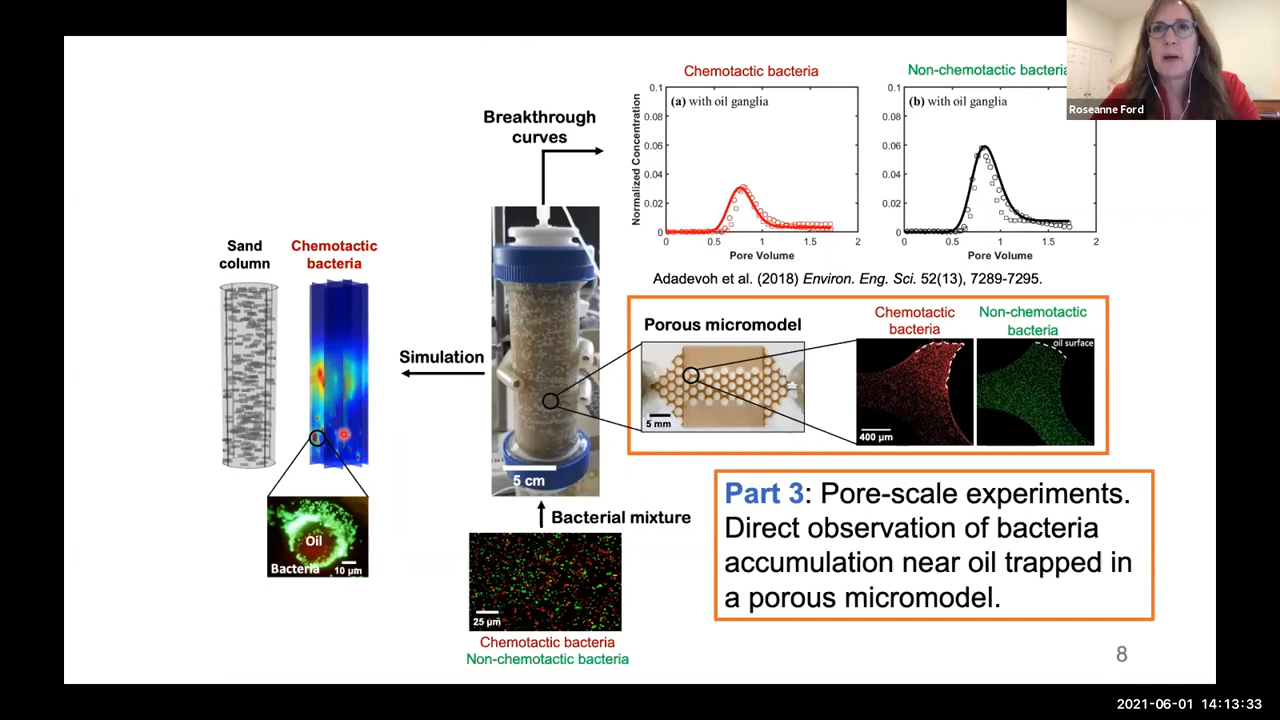 Roseanne Ford
Chemotactic bacteria
Non-chemotactic bacteria
Breakthrough
curves
(a) with oil ganglia
0.1
0.08
0.06
0.04
0.02
0
0
0.5
1
1.5
2
Normalized Concentration
Pore Volume
(b) with oil ganglia
0.1
0.08
0.06
0.04
0.02
0
0
0.5
1
1.5
2
Pore Volume
Adadevoh et al. (2018) Environ. Eng. Sci. 52(13), 7289-7295.
Sand
column
Chemotactic
bacteria
Simulation
5 cm
Porous micromodel
5 mm
Chemotactic
bacteria
Non-chemotactic
bacteria
oil surface
400 μm
Oil
Bacteria
10 μm
Bacterial mixture
25 μm
Chemotactic bacteria
Non-chemotactic bacteria
Part 3: Pore-scale experiments.
Direct observation of bacteria
accumulation near oil trapped in
a porous micromodel.
8
2021-06-01 14:13:33